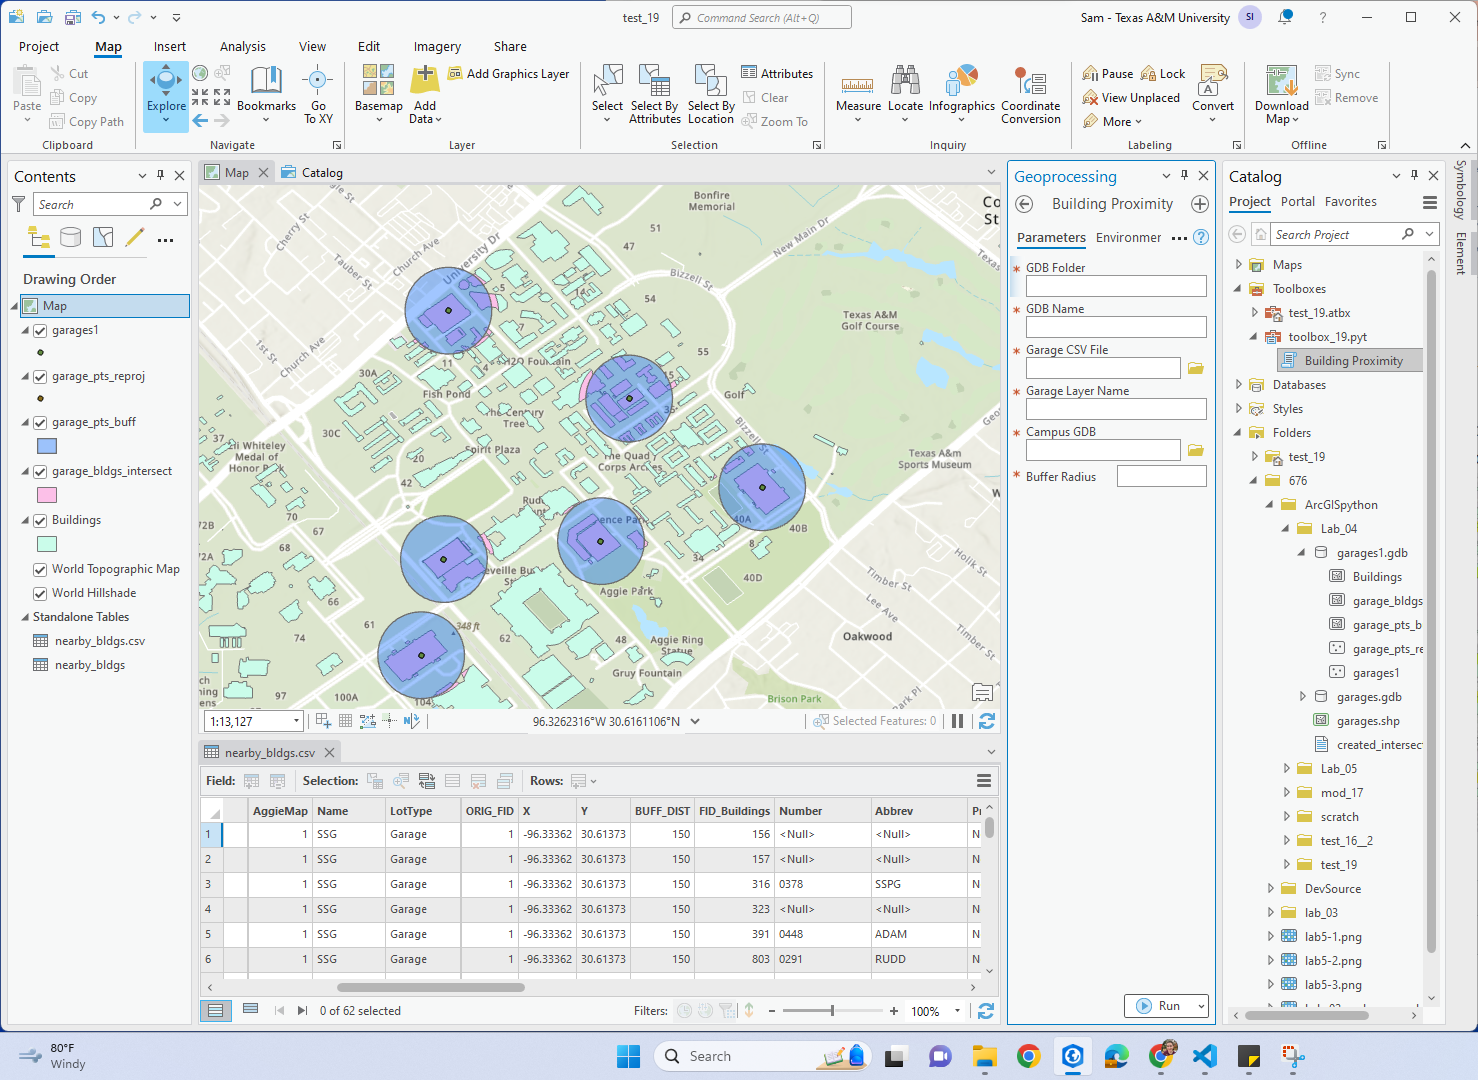 test_19
Command Search (Alt+Q)
Sam - Texas A&M University
SI
?
Project
Map
Insert
Analysis
View
Edit
Imagery
Share
Paste
Cut
Copy
Copy Path
Clipboard
Explore
Bookmarks
Go
To XY
Navigate
Basemap
Add
Data
Add Graphics Layer
Layer
Select
Select By
Attributes
Select By
Location
Attributes
Clear
Zoom To
Selection
Measure
Locate
Infographics
Coordinate
Conversion
Inquiry
Pause
Lock
View Unplaced
More
Convert
Labeling
Download
Map
Sync
Remove
Offline
Contents
Search
Drawing Order
Map
garages1
garage_pts_reproj
garage_pts_buff
garage_bldgs_intersect
Buildings
World Topographic Map
World Hillshade
Standalone Tables
nearby_bldgs.csv
nearby_bldgs
Map
Catalog
Cherry St
Church Ave
University Dr
Tauber St
1st St
Church Ave
Bonfire
Memorial
51
47
New Main Dr
Bizzell St
54
55
14
5
11
30A
H2O Fountain
Fish Pond
The Century
Tree
Golf
Texas A&M
Golf Course
15
35
37
30C
Whiteley
Medal of
Honor Park
20
Spirit Plaza
The Quad
Corps Arches
Bizzell St
Texas A&M
Sports Museum
42
72B
70
67
68
72A
66
40A
40B
8
34
40D
Aggie Park
Holik St
Timber St
Lee Ave
Timber St
61
348 ft
62
48
Aggie Ring
Statue
Gruy Fountain
Oakwood
Brison Park
Park Pl
97
100A
104
74
1:13,127
96.3262316°W 30.6161106°N
Selected Features: 0
nearby_bldgs.csv
Field:
Selection:
Rows:
AggieMap Name LotType ORIG_FID X Y BUFF_DIST FID_Buildings Number Abbrev
1 1 SSG Garage 1 -96.33362 30.61373 150 156 <Null> <Null> N
2 1 SSG Garage 1 -96.33362 30.61373 150 157 <Null> <Null> N
3 1 SSG Garage 1 -96.33362 30.61373 150 316 0378 SSPG N
4 1 SSG Garage 1 -96.33362 30.61373 150 323 <Null> <Null> N
5 1 SSG Garage 1 -96.33362 30.61373 150 391 0448 ADAM N
6 1 SSG Garage 1 -96.33362 30.61373 150 803 0291 RUDD N
0 of 62 selected
Filters:
100%
Geoprocessing
Building Proximity
Parameters
Environmer
?
* GDB Folder
* GDB Name
* Garage CSV File
* Garage Layer Name
* Campus GDB
* Buffer Radius
Run
Catalog
Project
Portal
Favorites
Search Project
Maps
Toolboxes
test_19.atbx
toolbox_19.pyt
Building Proximity
Databases
Styles
Folders
test_19
676
ArcGISpython
Lab_04
garages1.gdb
Buildings
garage_bldgs
garage_pts_b
garage_pts_re
garages1
garages.gdb
garages.shp
created_intersec
Lab_05
mod_17
scratch
test_16__2
test_19
DevSource
lab_03
lab5-1.png
lab5-2.png
lab5-3.png
Symbology
Element
80°F
Windy
Search